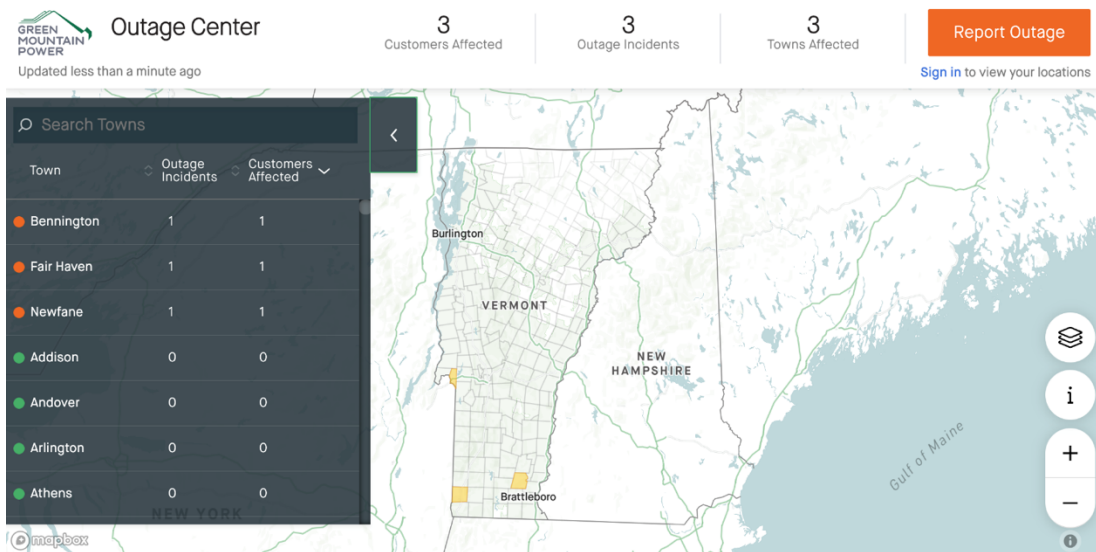 GREEN
MOUNTAIN
POWER
Outage Center
Updated less than a minute ago
3
Customers Affected
3
Outage Incidents
3
Towns Affected
Report Outage
Sign in to view your locations
Search Towns
Town
Outage
Incidents
Customers
Affected
Bennington 1 1
Fair Haven 1 1
Newfane 1 1
Addison 0 0
Andover 0 0
Arlington 0 0
Athens 0 0
NEW YORK
Burlington
VERMONT
NEW
HAMPSHIRE
Brattleboro
Gulf of Maine
i
+
−
mapbox
i